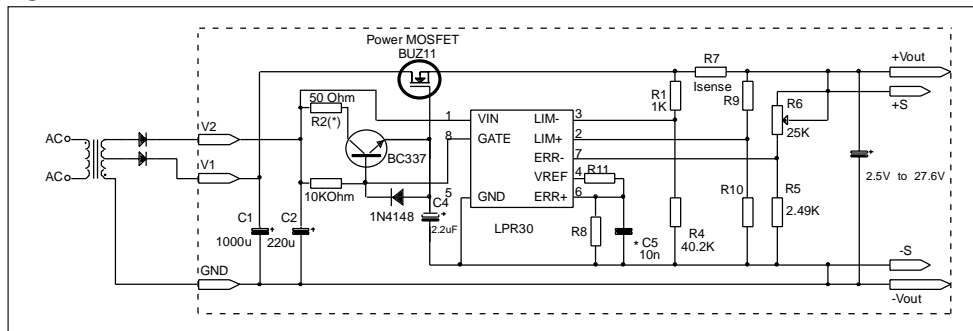 Power MOSFET
BUZ11
R7
Isense
+Vout
+S
R1
1K
R9
R6
25K
50 Ohm
R2(*)
1
VIN
LIM-
3
8
GATE
LIM+
2
ERR-
7
VREF
4
R11
5
GND
ERR+
6
LPR30
BC337
10KOhm
1N4148
C4
2.2uF
AC
AC
V2
V1
GND
C1
1000u
+
C2
220u
+
+
R8
* C5
10n
R4
40.2K
R10
R5
2.49K
+
2.5V to 27.6V
-S
-Vout